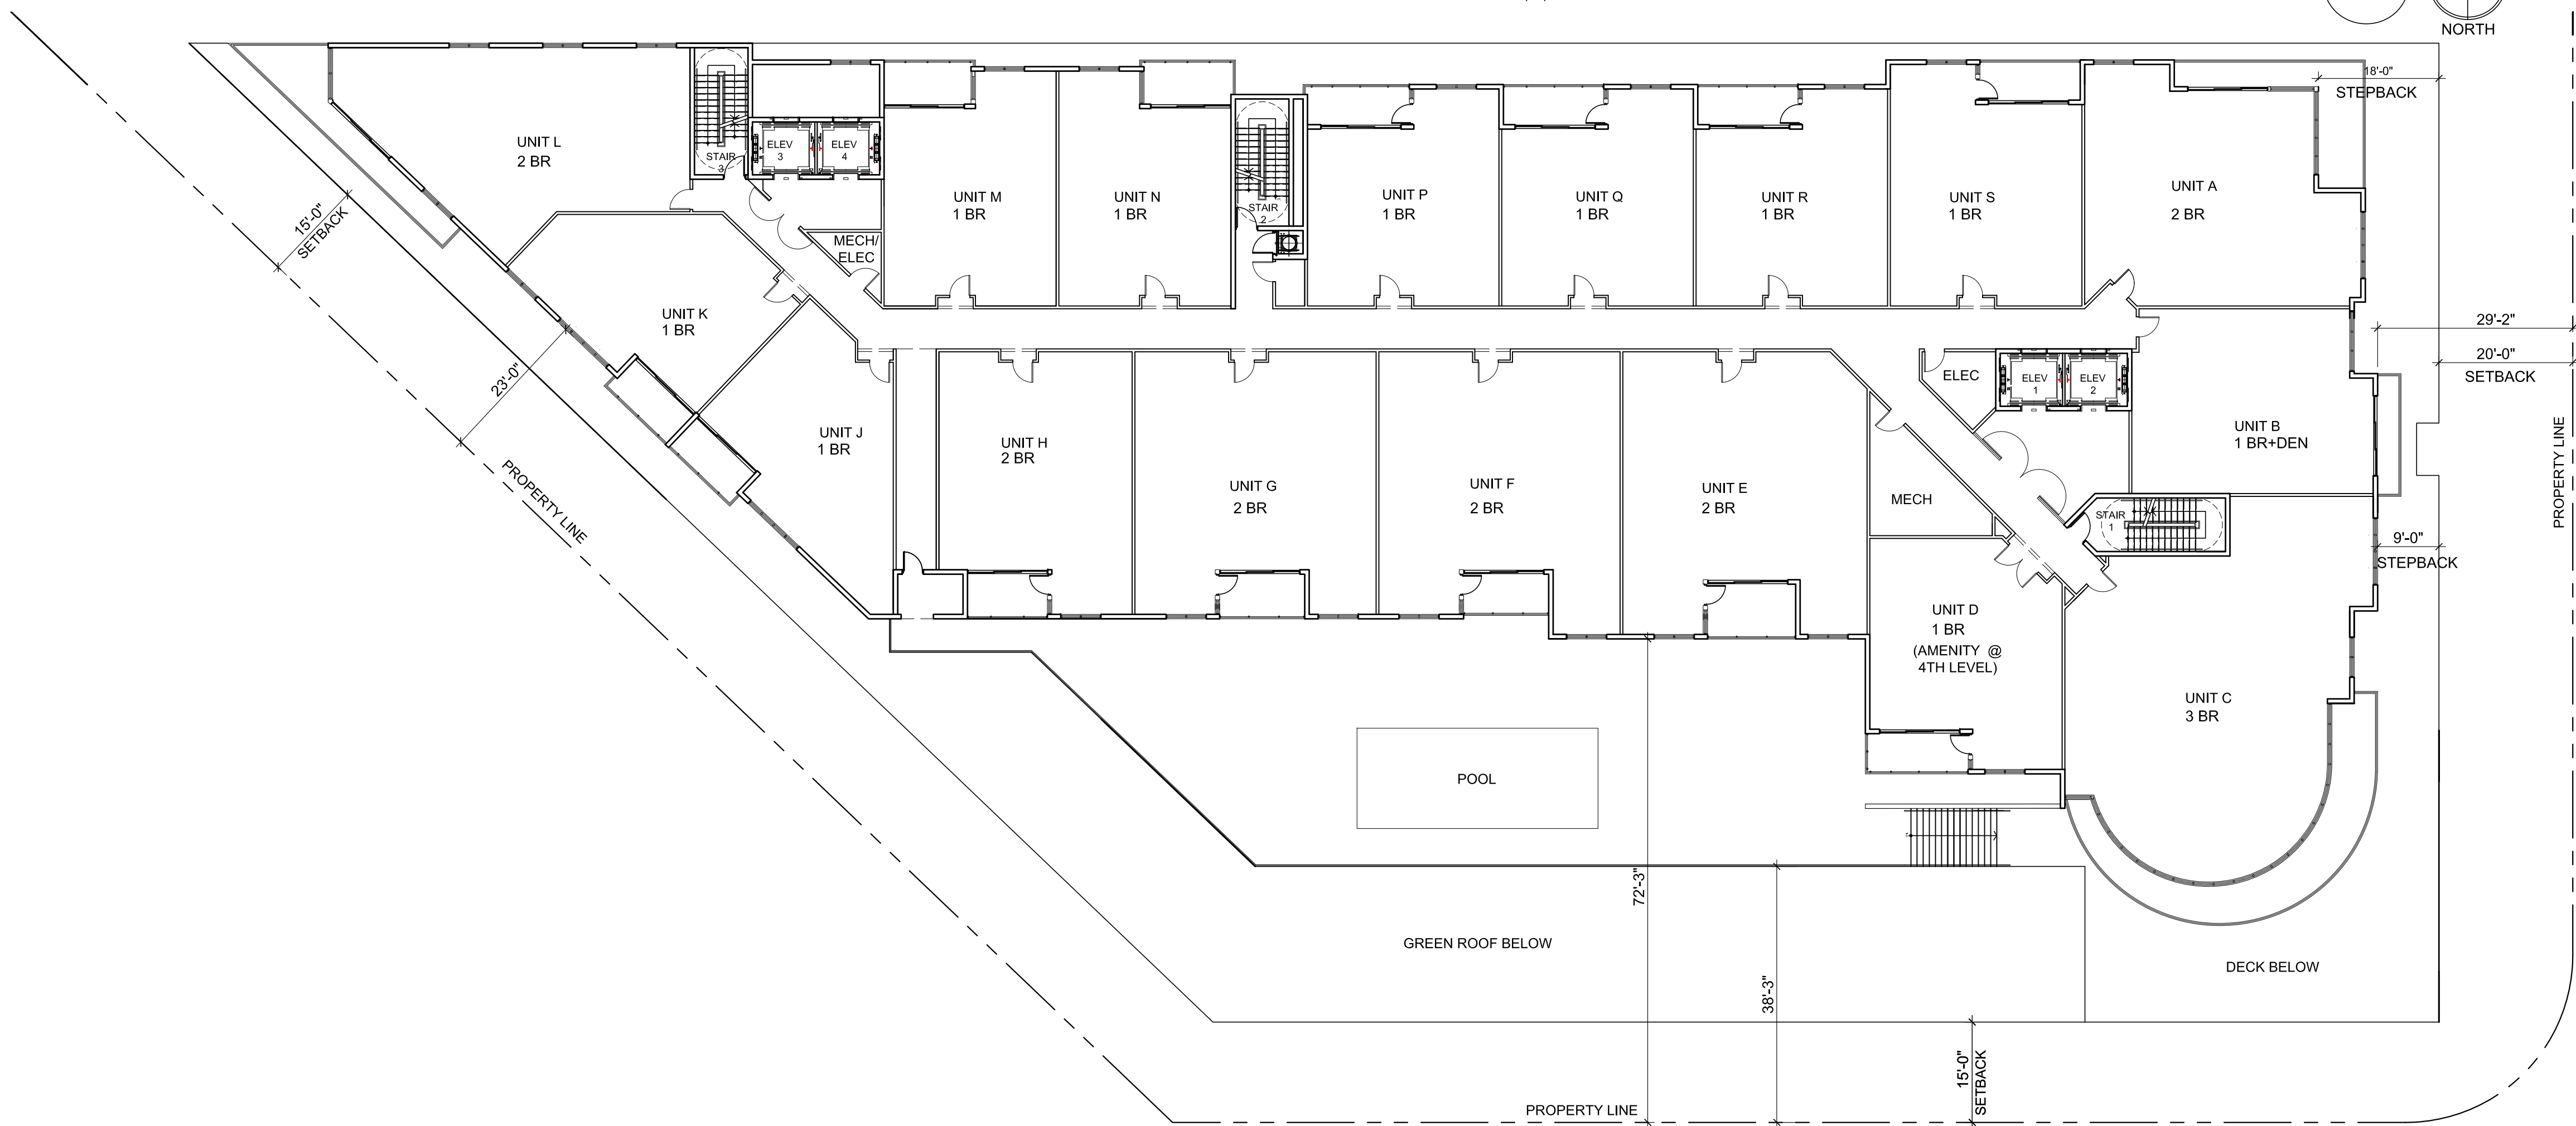 NORTH
18'-0"
STEPBACK
UNIT L
2 BR
STAIR
3
ELEV
3
ELEV
4
UNIT M
1 BR
UNIT N
1 BR
STAIR
2
UNIT P
1 BR
UNIT Q
1 BR
UNIT R
1 BR
UNIT S
1 BR
UNIT A
2 BR
15'-0"
SETBACK
MECH/
ELEC
UNIT K
1 BR
29'-2"
20'-0"
SETBACK
23'-0"
ELEC
ELEV
1
ELEV
2
UNIT J
1 BR
UNIT H
2 BR
UNIT G
2 BR
UNIT F
2 BR
UNIT E
2 BR
MECH
UNIT B
1 BR+DEN
PROPERTY LINE
PROPERTY LINE
STAIR
1
9'-0"
STEPBACK
UNIT D
1 BR
(AMENITY @
4TH LEVEL)
UNIT C
3 BR
POOL
72'-3"
38'-3"
GREEN ROOF BELOW
DECK BELOW
15'-0"
SETBACK
PROPERTY LINE